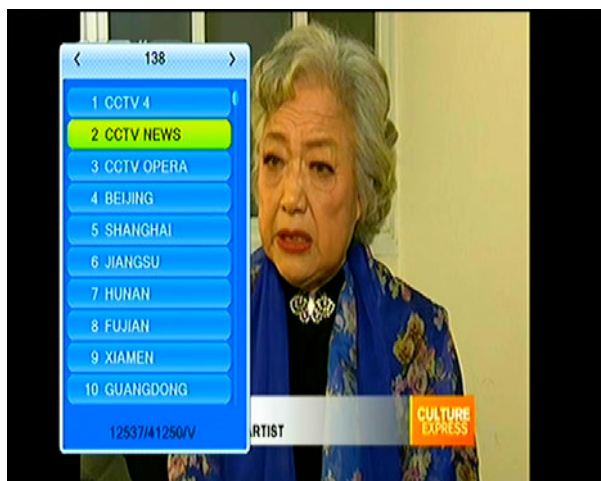 138
1 CCTV 4
2 CCTV NEWS
3 CCTV OPERA
4 BEIJING
5 SHANGHAI
6 JIANGSU
7 HUNAN
8 FUJIAN
9 XIAMEN
10 GUANGDONG
12537/41250/V
ARTIST
CULTURE
EXPRESS